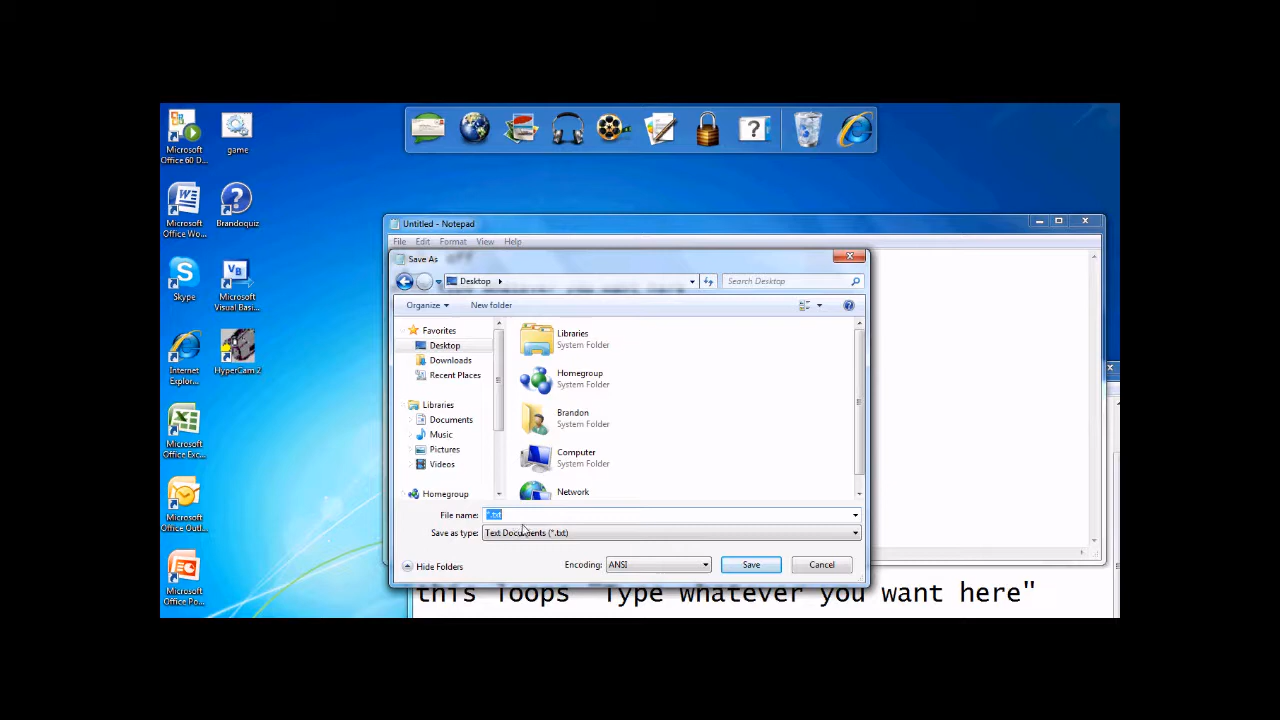 Microsoft
Office 60 D...
game
Microsoft
Office Wo...
Brandoquiz
Skype
Microsoft
Visual Basi...
Internet
Explor...
HyperCam 2
Microsoft
Office Exc...
Microsoft
Office Outl...
Microsoft
Office Po...
Untitled - Notepad
File Edit Format View Help
Save As
off
Desktop
Search Desktop
Organize
New folder
Favorites
Desktop
Downloads
Recent Places
Libraries
Documents
Music
Pictures
Videos
Homegroup
Libraries
System Folder
Homegroup
System Folder
Brandon
System Folder
Computer
System Folder
Network
File name: *.txt
Save as type: Text Documents (*.txt)
Hide Folders
Encoding: ANSI
Save
Cancel
this loops "Type whatever you want here"